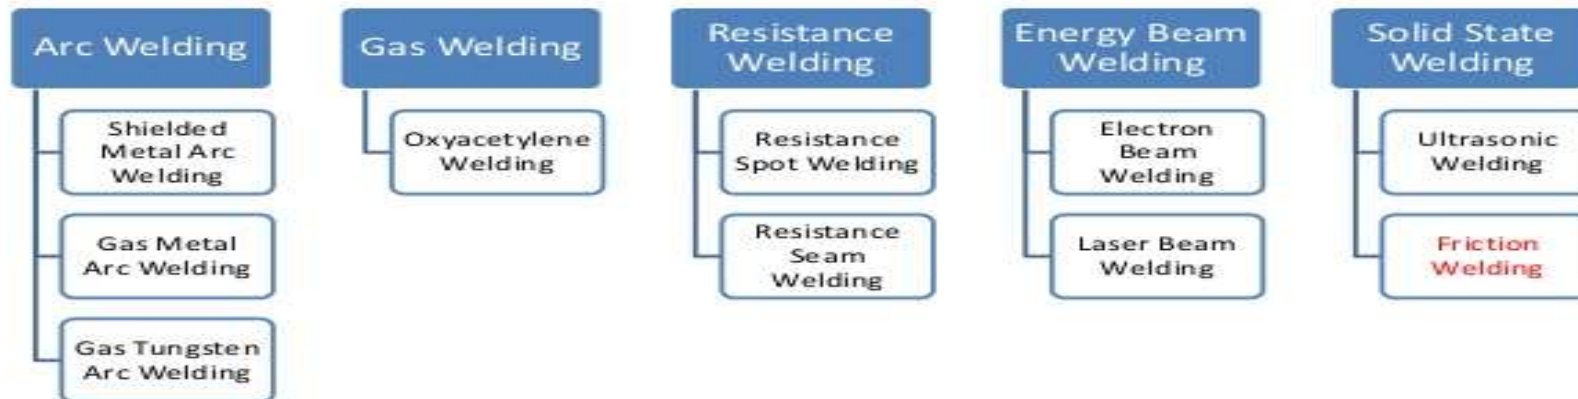 Arc Welding
Shielded
Metal Arc
Welding
Gas Metal
Arc Welding
Gas Tungsten
Arc Welding
Gas Welding
Oxyacetylene
Welding
Resistance
Welding
Resistance
Spot Welding
Resistance
Seam
Welding
Energy Beam
Welding
Electron
Beam
Welding
Laser Beam
Welding
Solid State
Welding
Ultrasonic
Welding
Friction
Welding